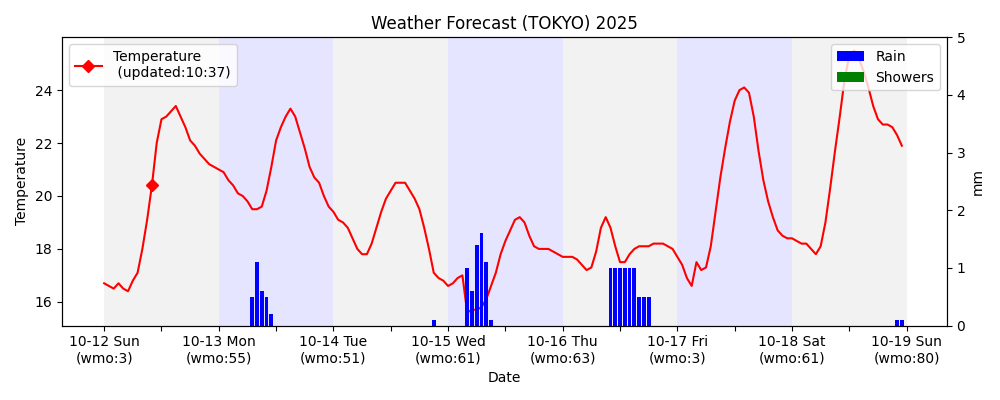 Weather Forecast (TOKYO) 2025
Temperature
(updated:10:37)
Rain
Showers
Temperature
24
22
20
18
16
5
4
3
2
1
0
mm
10-12 Sun
(wmo:3)
10-13 Mon
(wmo:55)
10-14 Tue
(wmo:51)
10-15 Wed
(wmo:61)
10-16 Thu
(wmo:63)
10-17 Fri
(wmo:3)
10-18 Sat
(wmo:61)
10-19 Sun
(wmo:80)
Date